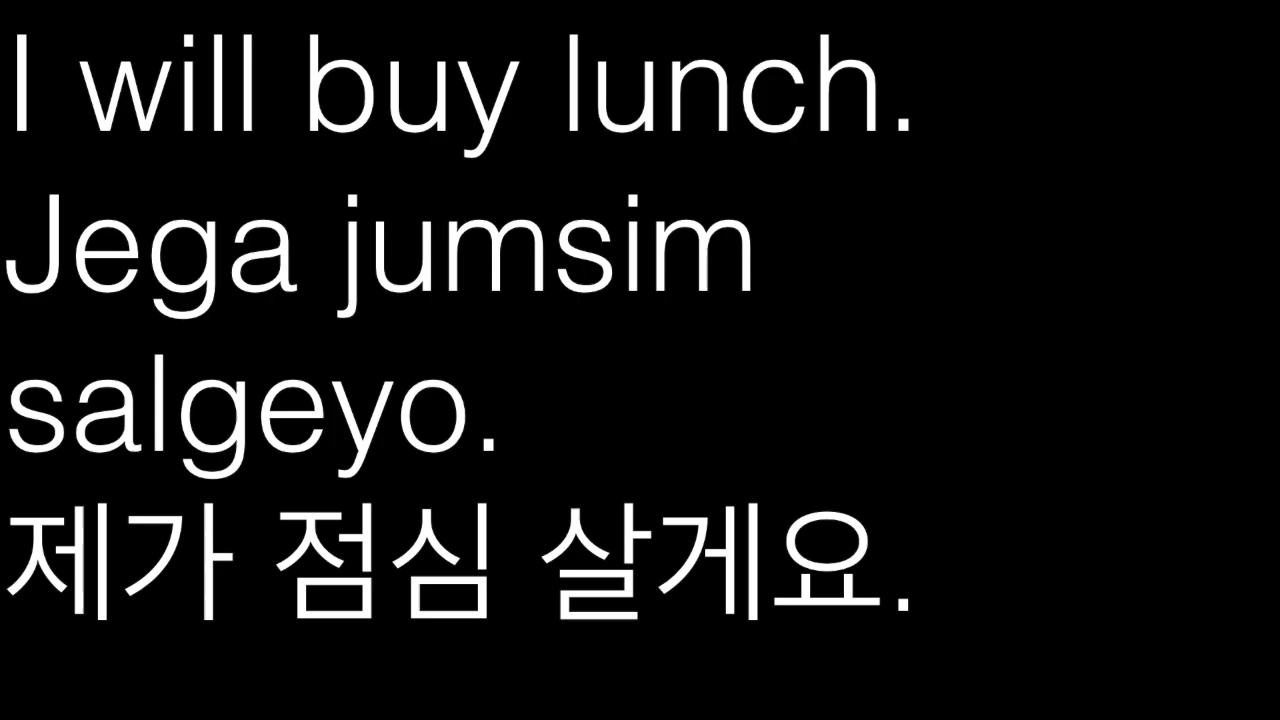 I will buy lunch.
Jega jumsim
salgeyo.
제가 점심 살게요.